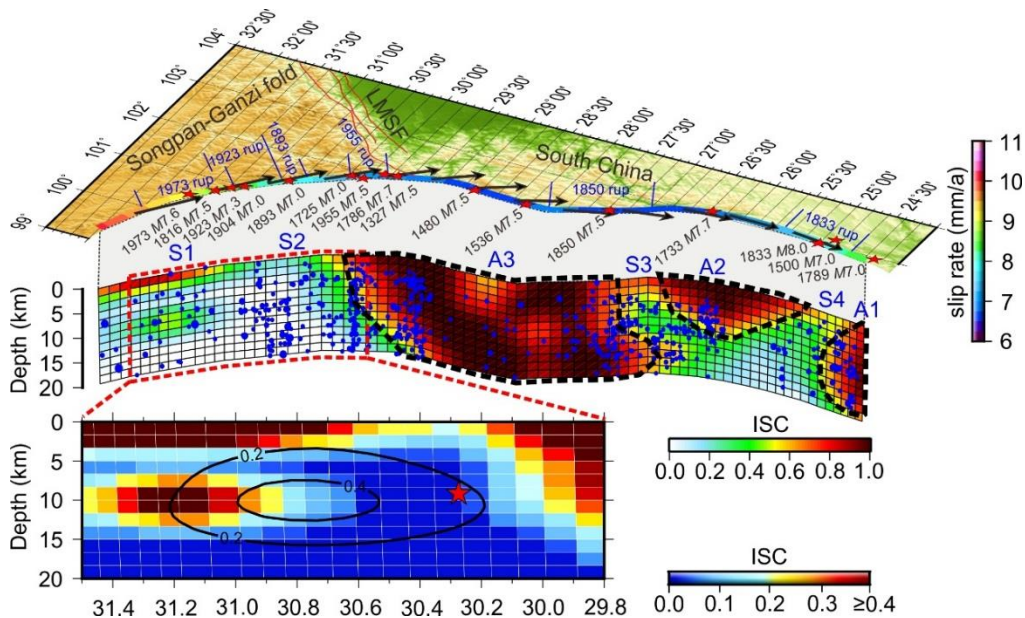 104° 103° 102° 101° 100° 99°
32°30' 32°00' 31°30' 31°00' 30°30' 30°00' 29°30' 29°00' 28°30' 28°00' 27°30' 27°00' 26°30' 26°00' 25°30' 25°00' 24°30'
Songpan-Ganzi fold
LMSF
South China
1973 rup
1923 rup
1893 rup
1955 rup
1850 rup
1833 rup
1973 M7.6
1816 M7.5
1923 M7.3
1904 M7.0
1893 M7.0
1725 M7.0
1955 M7.5
1786 M7.7
1327 M7.5
1480 M7.5
1536 M7.5
1850 M7.5
1733 M7.7
1833 M8.0
1500 M7.0
1789 M7.0
S1 S2 A3 S3 A2 S4 A1
Depth (km)
0
5
10
15
20
slip rate (mm/a)
11
10
9
8
7
6
Depth (km)
0
5
10
15
20
0.2
0.4
0.2
31.4 31.2 31.0 30.8 30.6 30.4 30.2 30.0 29.8
ISC
0.0 0.2 0.4 0.6 0.8 1.0
ISC
0.0 0.1 0.2 0.3 ≥0.4